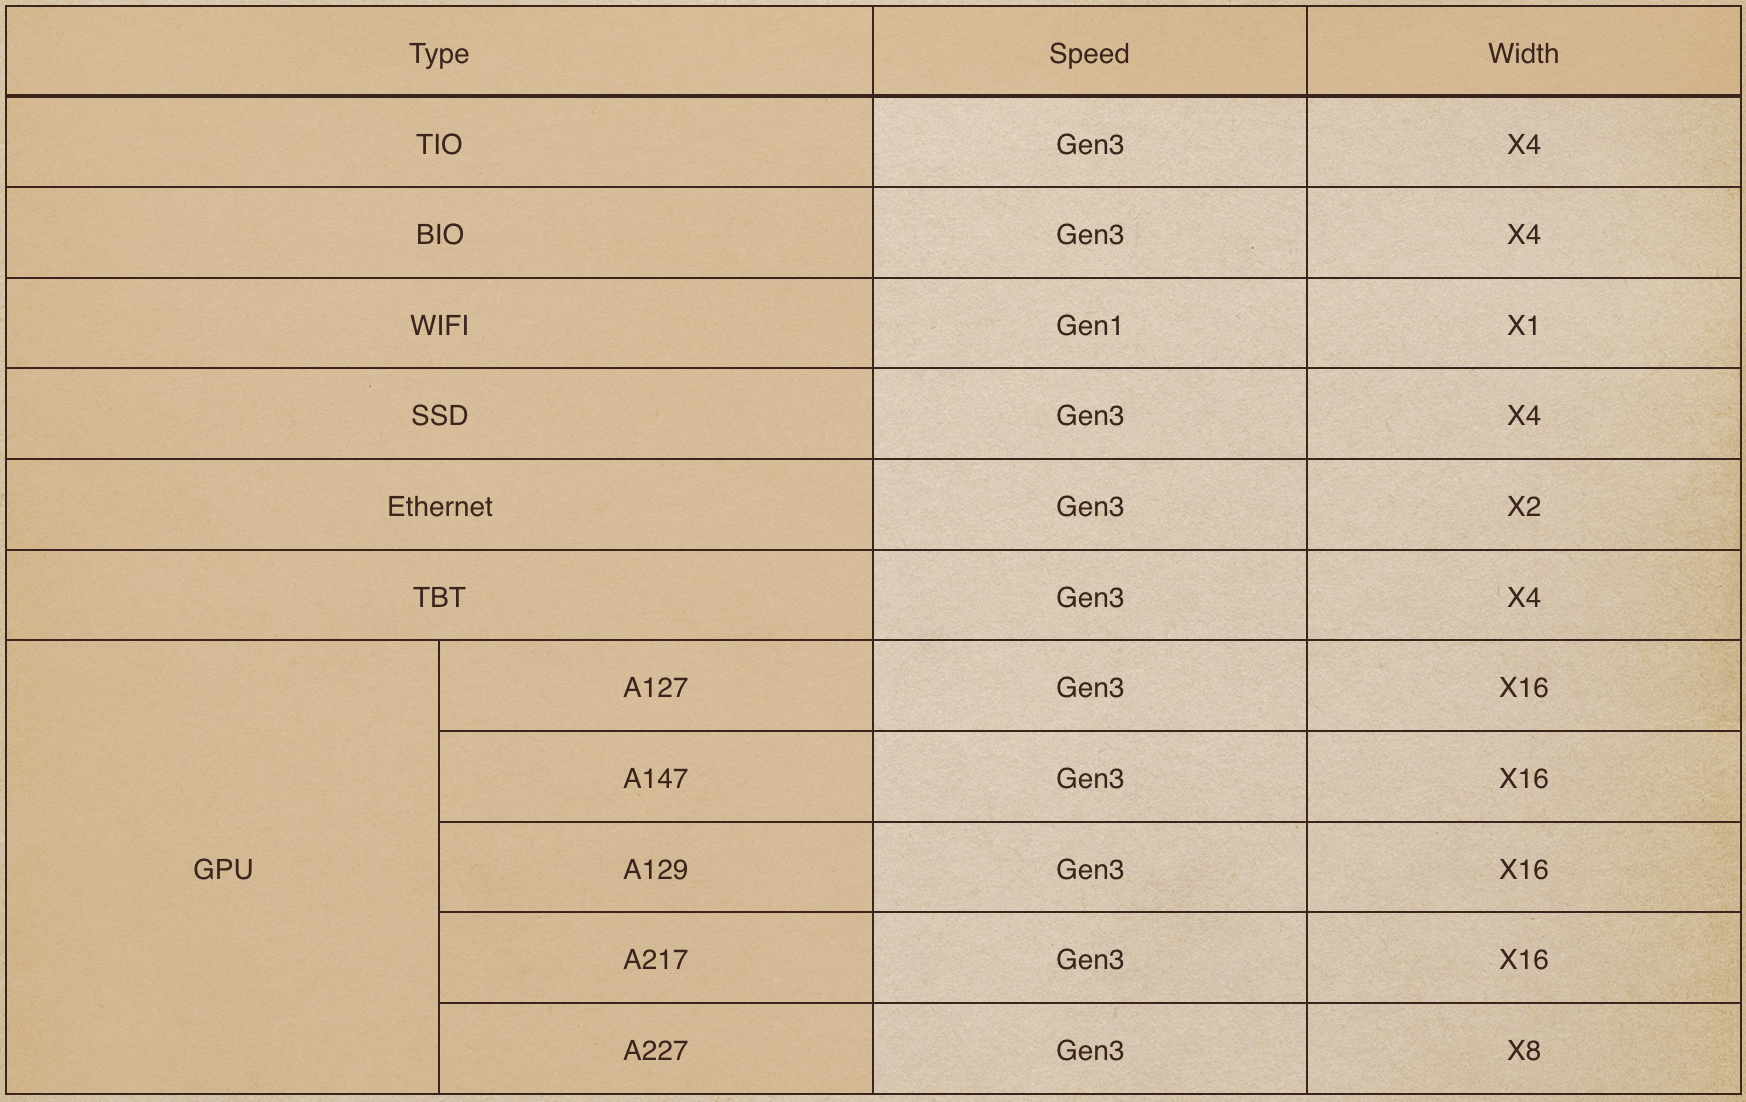 Type Speed Width
TIO Gen3 X4
BIO Gen3 X4
WIFI Gen1 X1
SSD Gen3 X4
Ethernet Gen3 X2
TBT Gen3 X4
GPU
A127 Gen3 X16
A147 Gen3 X16
A129 Gen3 X16
A217 Gen3 X16
A227 Gen3 X8